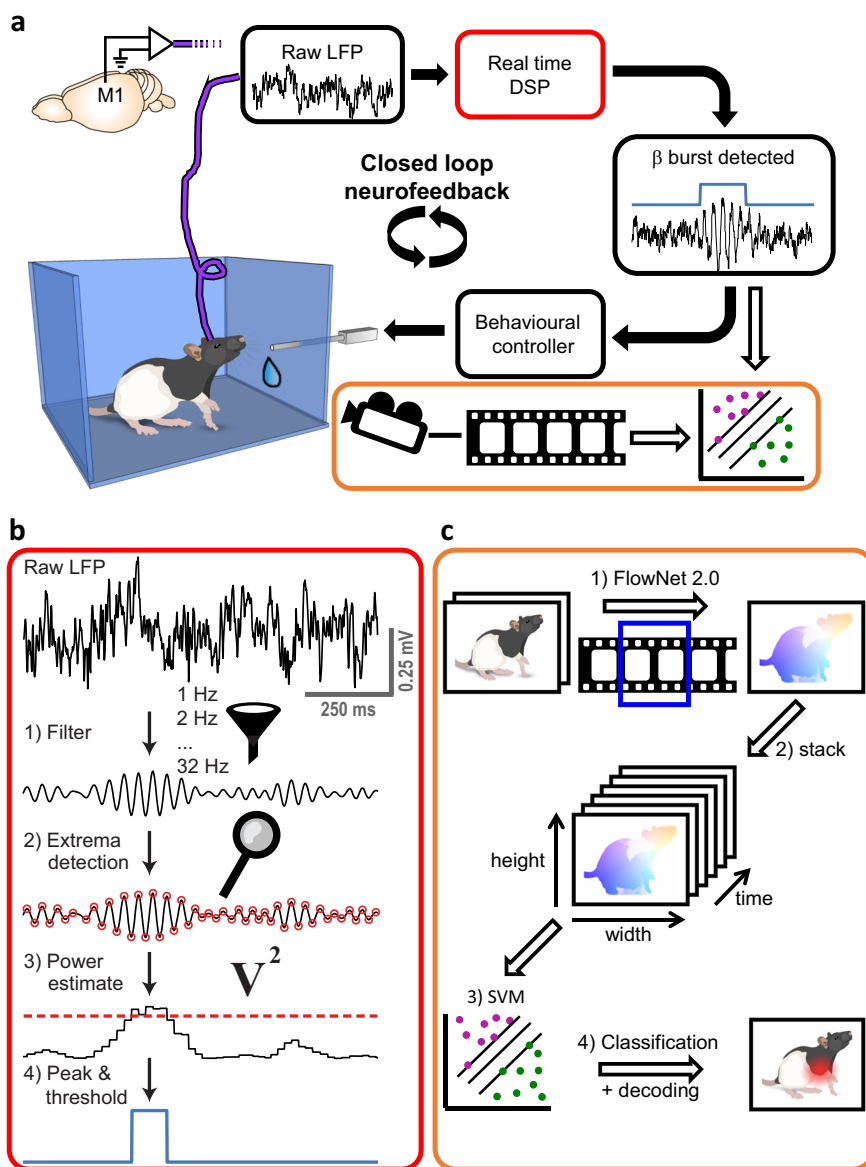 a
M1
Raw LFP
Real time
DSP
β burst detected
Closed loop
neurofeedback
Behavioural
controller
b
Raw LFP
0.25 mV
250 ms
1) Filter
1 Hz
2 Hz
...
32 Hz
2) Extrema
detection
3) Power
estimate
V²
4) Peak &
threshold
c
1) FlowNet 2.0
2) stack
height
width
time
3) SVM
4) Classification
+ decoding